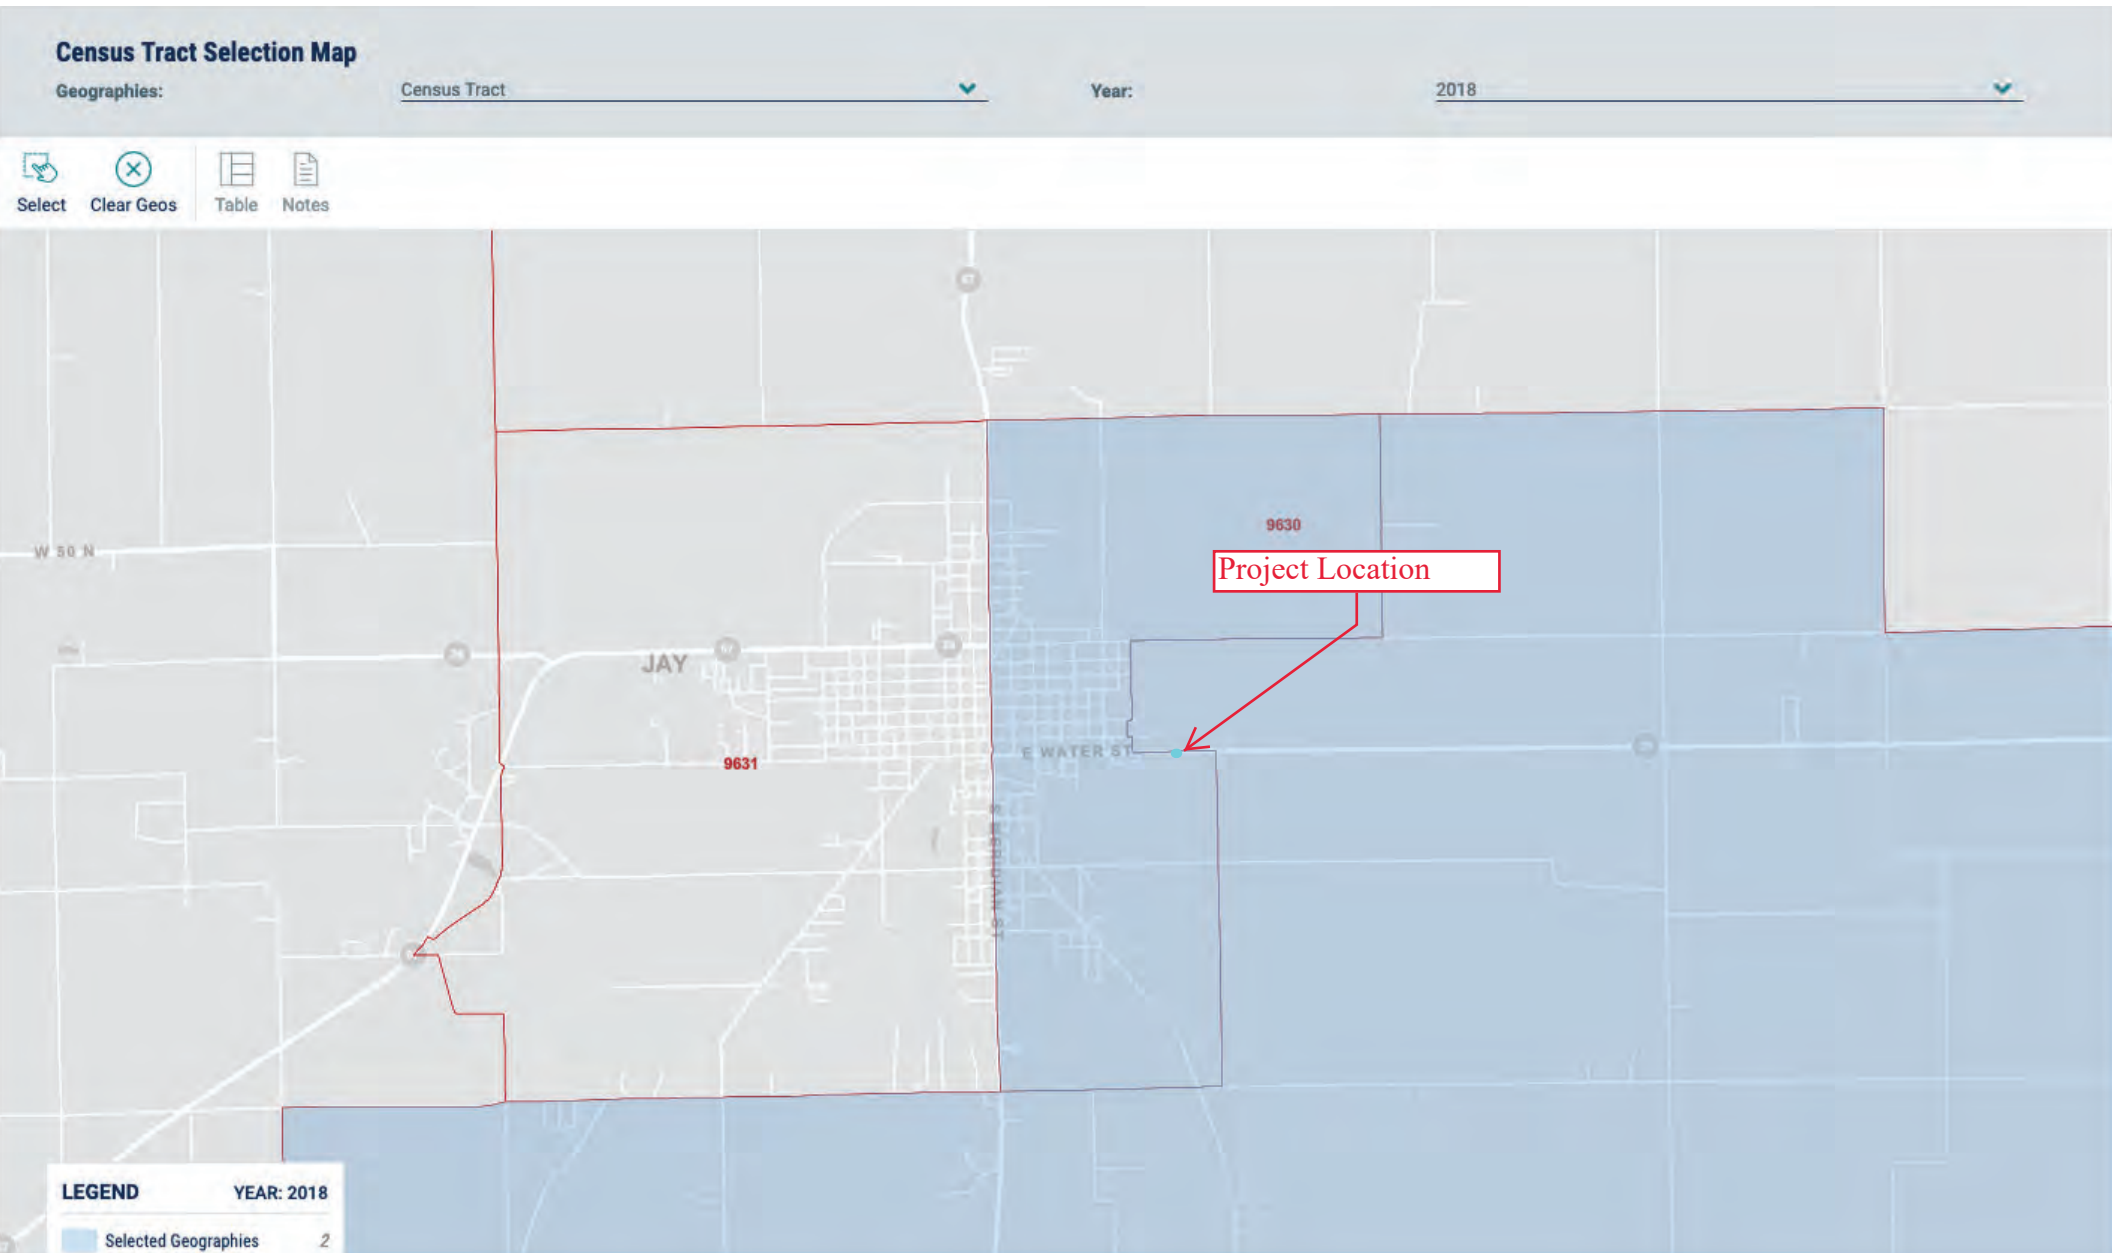 Census Tract Selection Map
Geographies:
Census Tract
Year:
2018
Select
Clear Geos
Table
Notes
9630
W 50 N
Project Location
JAY
E WATER ST
9631
S MERIDIAN ST
LEGEND
YEAR: 2018
Selected Geographies
2